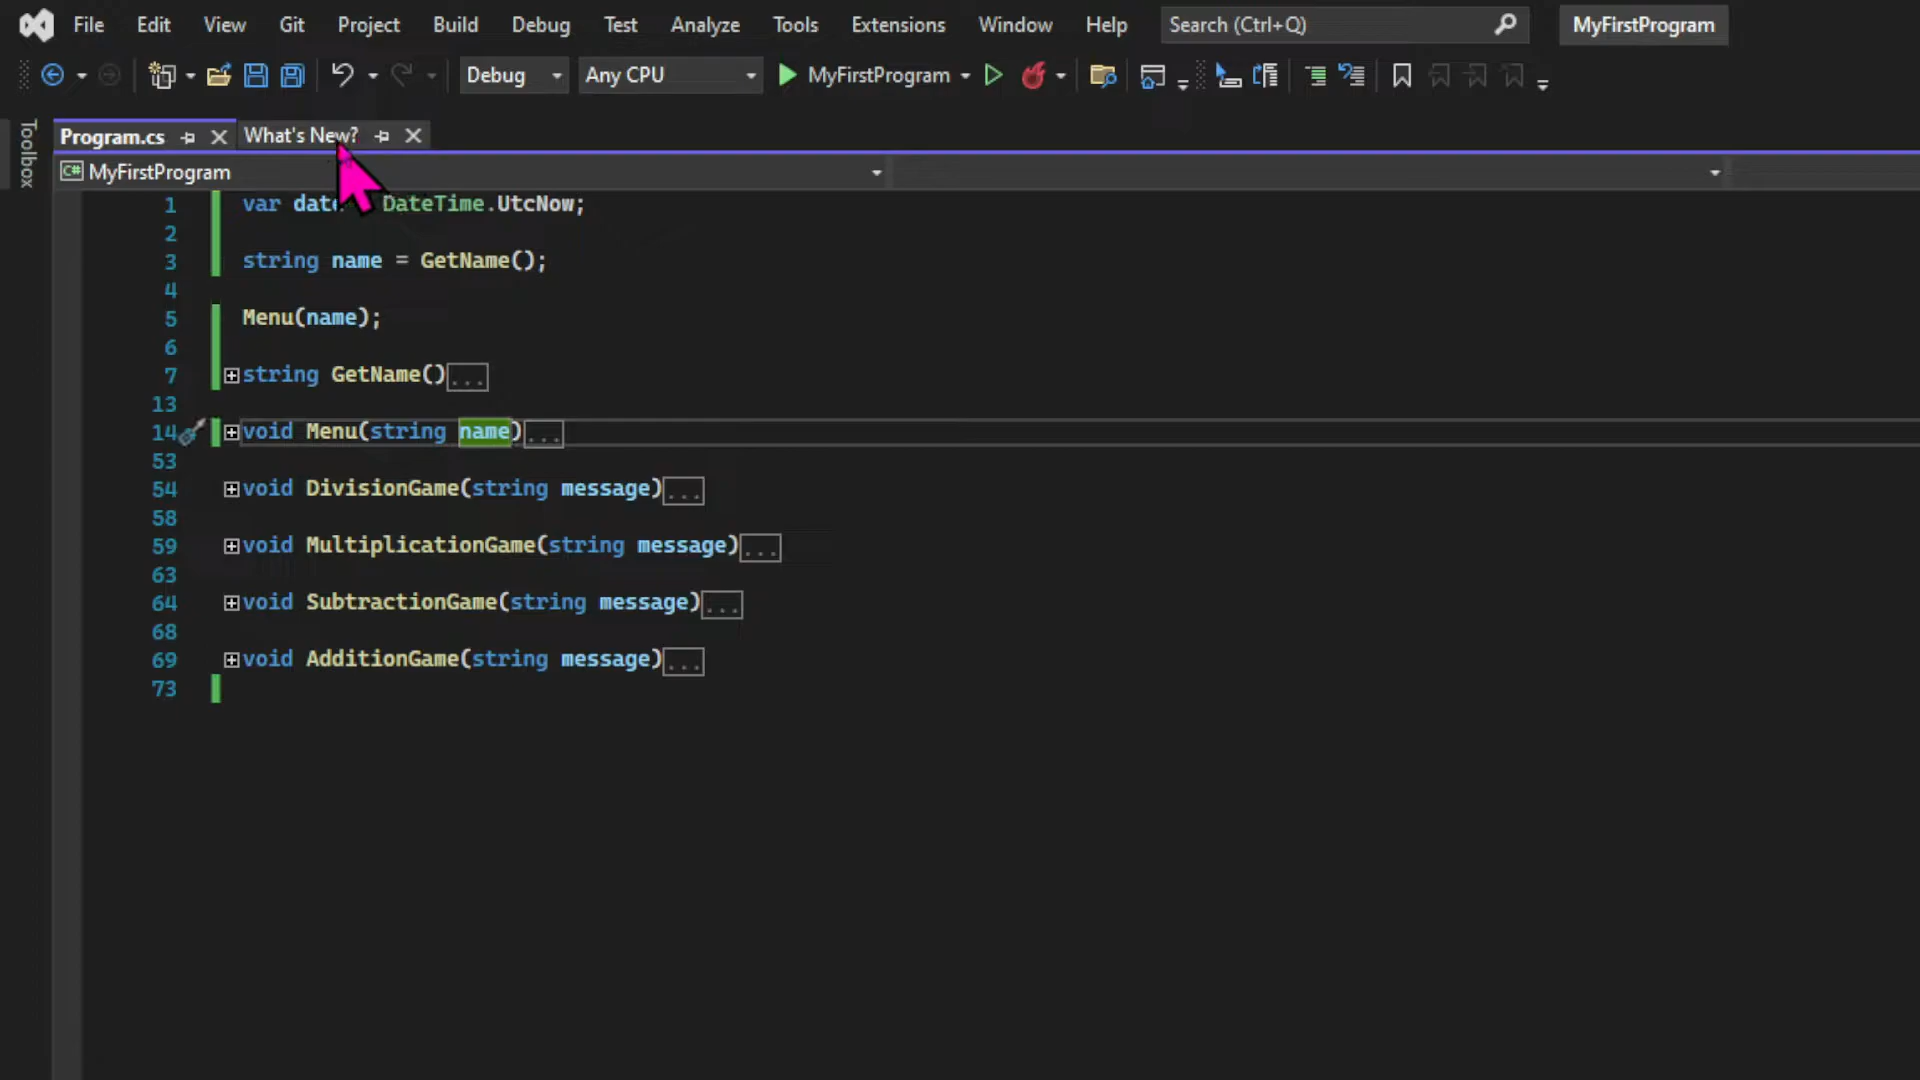 File Edit View Git Project Build Debug Test Analyze Tools Extensions Window Help Search (Ctrl+Q) MyFirstProgram
Debug Any CPU MyFirstProgram
Toolbox
Program.cs What's New?
C# MyFirstProgram
1 var date DateTime.UtcNow;
2
3 string name = GetName();
4
5 Menu(name);
6
7 string GetName()...
13
14 void Menu(string name)...
53
54 void DivisionGame(string message)...
58
59 void MultiplicationGame(string message)...
63
64 void SubtractionGame(string message)...
68
69 void AdditionGame(string message)...
73